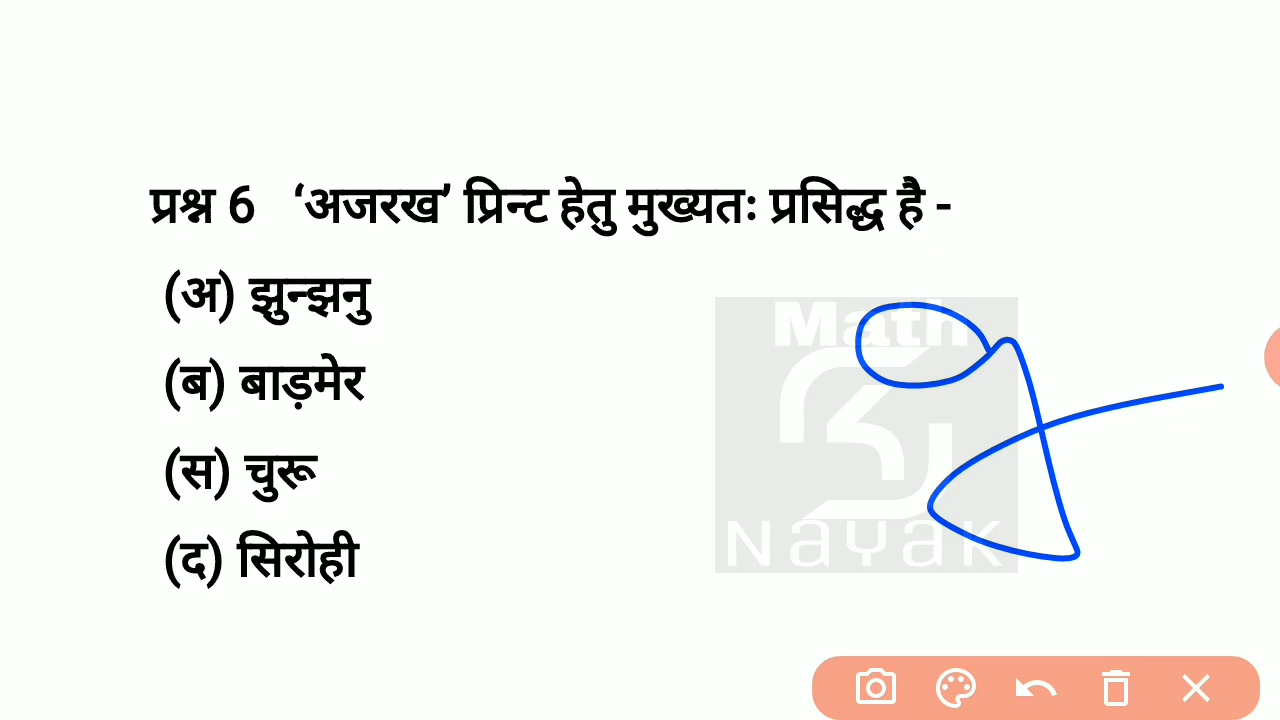 प्रश्न 6 ‘अजरख’ प्रिन्ट हेतु मुख्यतः प्रसिद्ध है -
(अ) झुन्झनु
(ब) बाड़मेर
(स) चुरू
(द) सिरोही
Math
Nayak